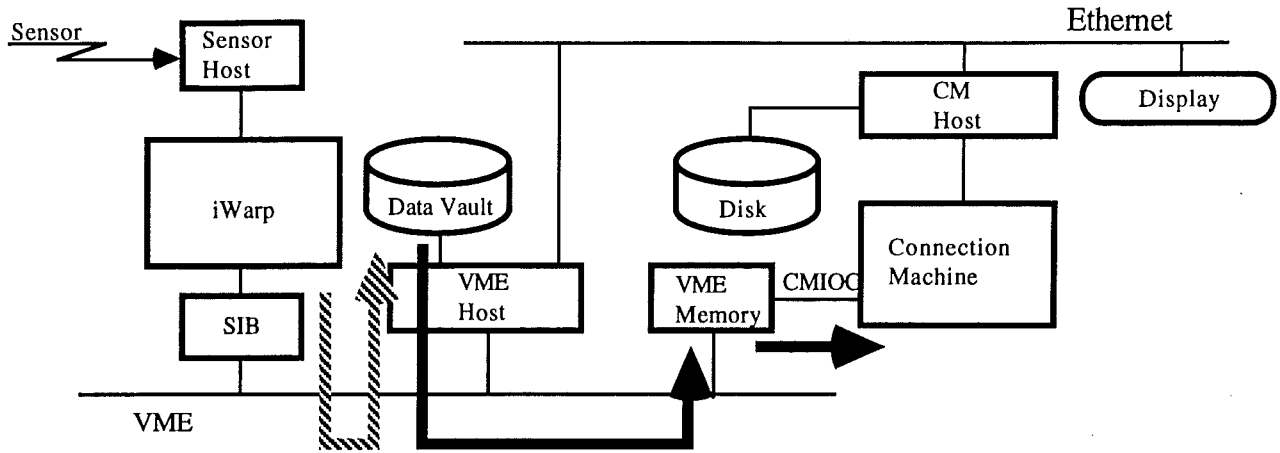 Ethernet
Sensor
Sensor
Host
CM
Host
Display
iWarp
Data Vault
Disk
Connection
Machine
VME
Host
VME
Memory
CMIOC
SIB
VME